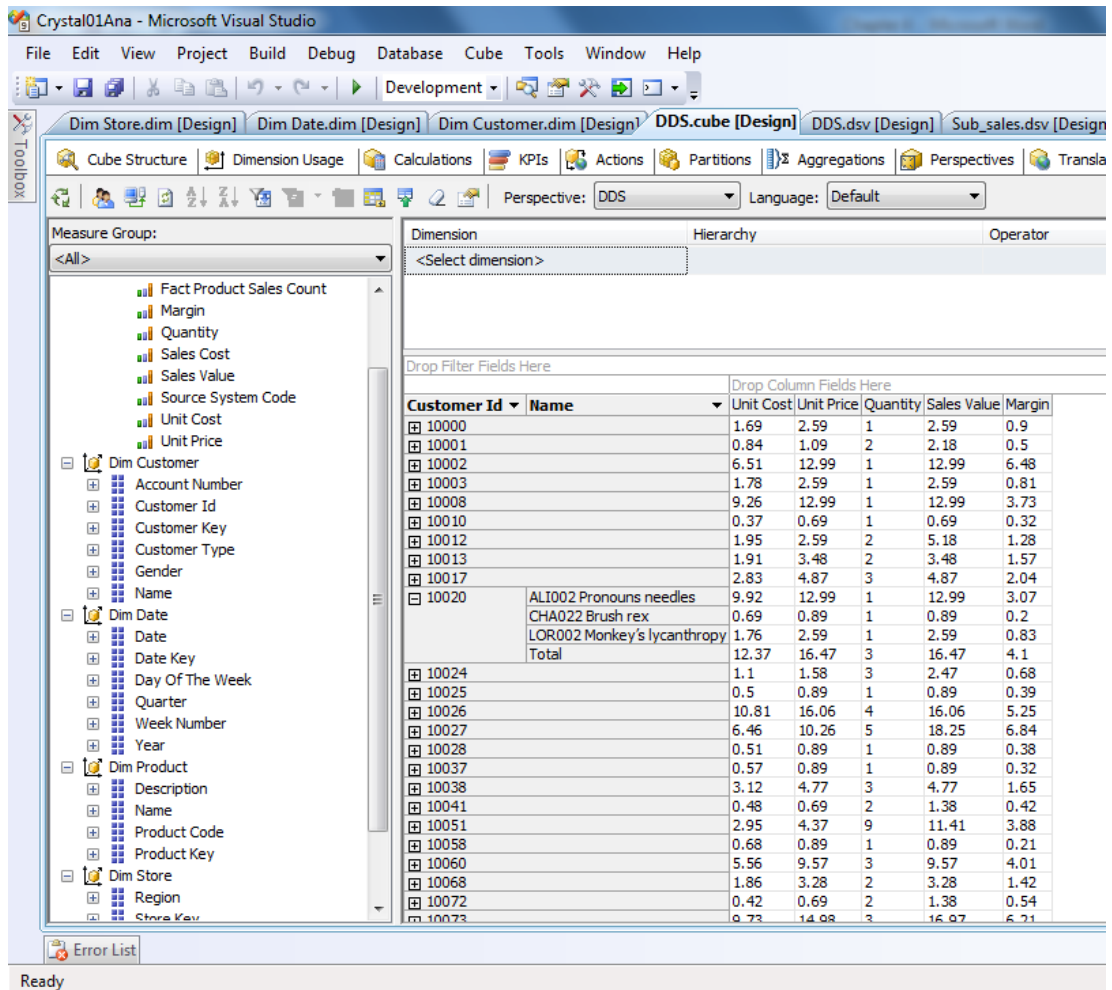 Crystal01Ana - Microsoft Visual Studio
File Edit View Project Build Debug Database Cube Tools Window Help
Development
Toolbox
Dim Store.dim [Design] Dim Date.dim [Design] Dim Customer.dim [Design] DDS.cube [Design] DDS.dsv [Design] Sub_sales.dsv [Design
Cube Structure Dimension Usage Calculations KPIs Actions Partitions Aggregations Perspectives Transla
Perspective: DDS Language: Default
Measure Group:
<All>
Fact Product Sales Count
Margin
Quantity
Sales Cost
Sales Value
Source System Code
Unit Cost
Unit Price
Dim Customer
Account Number
Customer Id
Customer Key
Customer Type
Gender
Name
Dim Date
Date
Date Key
Day Of The Week
Quarter
Week Number
Year
Dim Product
Description
Name
Product Code
Product Key
Dim Store
Region
Store Key
Dimension Hierarchy Operator
<Select dimension>
Drop Filter Fields Here
Drop Column Fields Here
Customer Id Name Unit Cost Unit Price Quantity Sales Value Margin
10000 1.69 2.59 1 2.59 0.9
10001 0.84 1.09 2 2.18 0.5
10002 6.51 12.99 1 12.99 6.48
10003 1.78 2.59 1 2.59 0.81
10008 9.26 12.99 1 12.99 3.73
10010 0.37 0.69 1 0.69 0.32
10012 1.95 2.59 2 5.18 1.28
10013 1.91 3.48 2 3.48 1.57
10017 2.83 4.87 3 4.87 2.04
10020 ALI002 Pronouns needles 9.92 12.99 1 12.99 3.07
CHA022 Brush rex 0.69 0.89 1 0.89 0.2
LOR002 Monkey's lycanthropy 1.76 2.59 1 2.59 0.83
Total 12.37 16.47 3 16.47 4.1
10024 1.1 1.58 3 2.47 0.68
10025 0.5 0.89 1 0.89 0.39
10026 10.81 16.06 4 16.06 5.25
10027 6.46 10.26 5 18.25 6.84
10028 0.51 0.89 1 0.89 0.38
10037 0.57 0.89 1 0.89 0.32
10038 3.12 4.77 3 4.77 1.65
10041 0.48 0.69 2 1.38 0.42
10051 2.95 4.37 9 11.41 3.88
10058 0.68 0.89 1 0.89 0.21
10060 5.56 9.57 3 9.57 4.01
10068 1.86 3.28 2 3.28 1.42
10072 0.42 0.69 2 1.38 0.54
10073 9.73 14.98 3 16.97 6.21
Error List
Ready